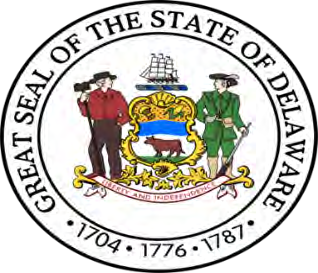 GREAT SEAL OF THE STATE OF DELAWARE
LIBERTY AND INDEPENDENCE
• 1704 • 1776 • 1787 •